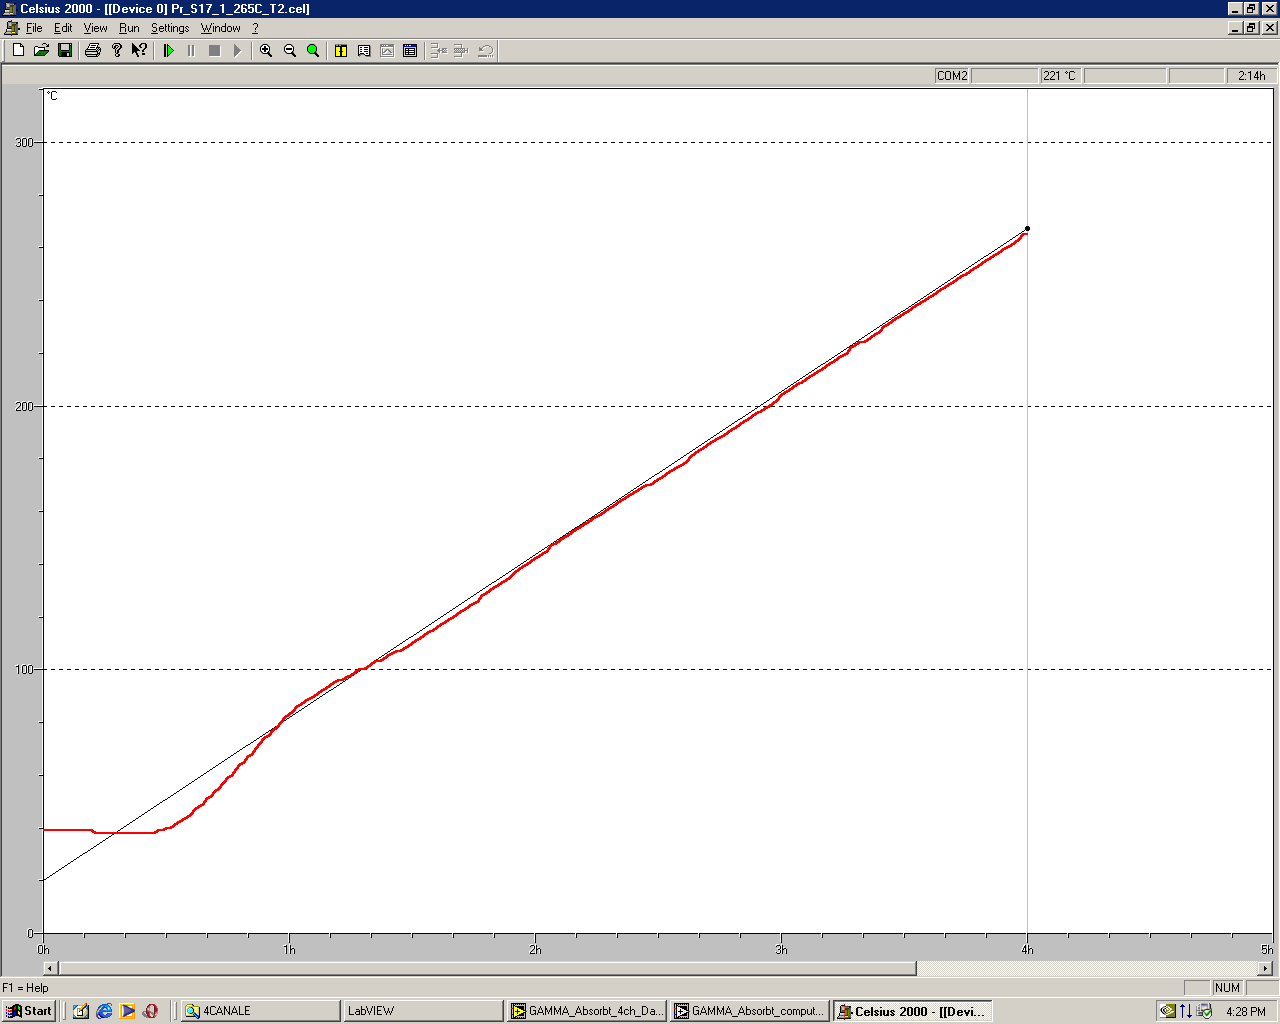 Celsius 2000 - [[Device 0] Pr_S17_1_265C_T2.cel]
File Edit View Run Settings Window ?
COM2 221 °C 2:14h
°C
300
200
100
0
0h 1h 2h 3h 4h 5h
F1 = Help NUM
Start 4CANALE LabVIEW GAMMA_Absorbt_4ch_Da... GAMMA_Absorbt_comput... Celsius 2000 - [[Devi... 4:28 PM